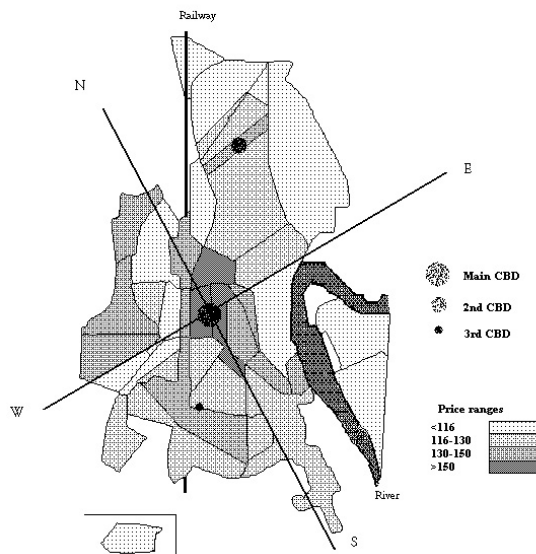 Railway
N
E
Main CBD
2nd CBD
3rd CBD
W
Price ranges
<116
116-130
130-150
>150
River
S